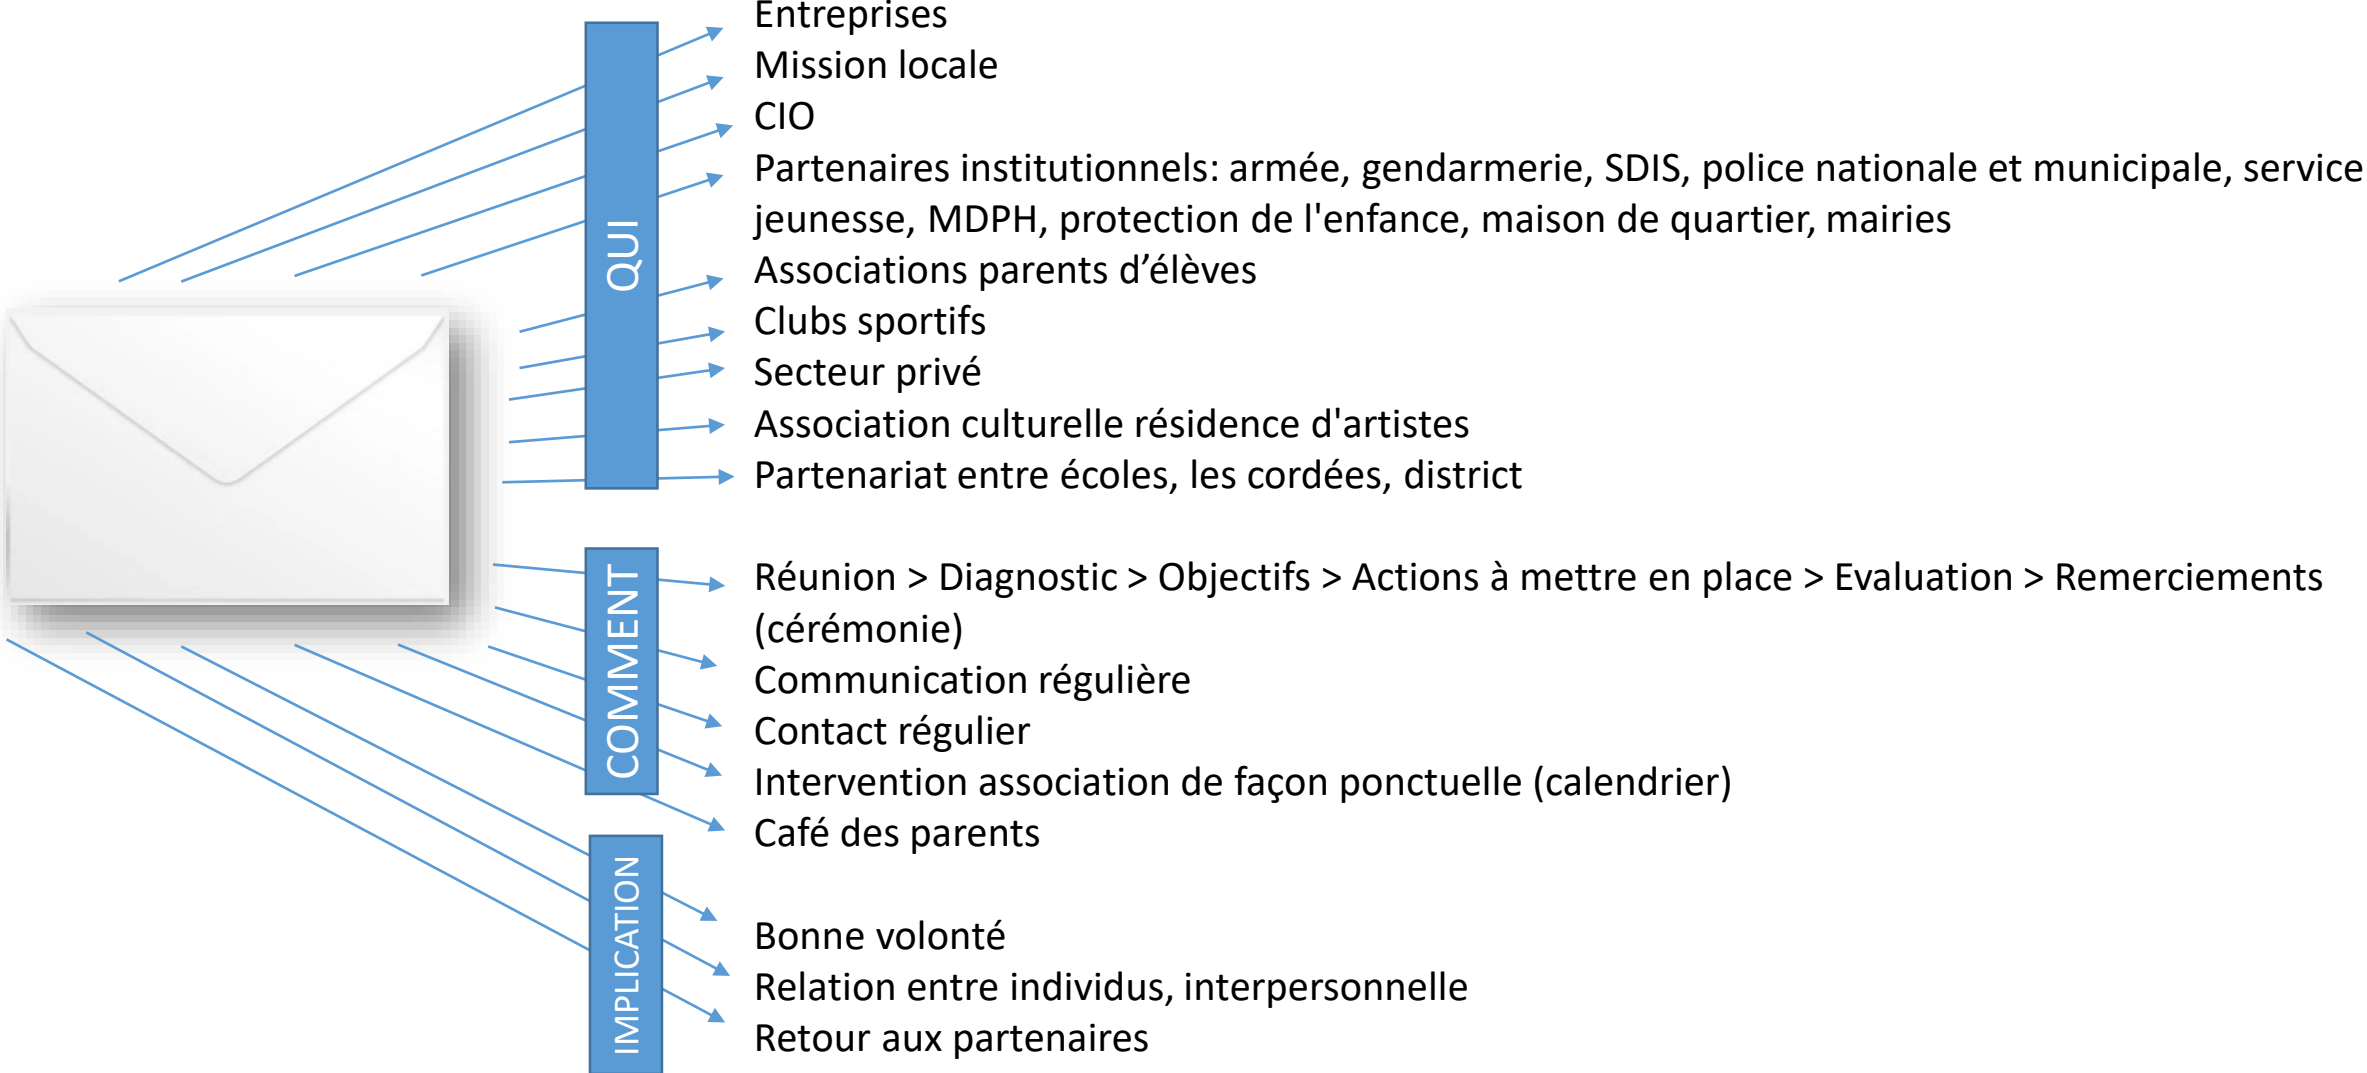 QUI
Entreprises
Mission locale
CIO
Partenaires institutionnels: armée, gendarmerie, SDIS, police nationale et municipale, service
jeunesse, MDPH, protection de l'enfance, maison de quartier, mairies
Associations parents d’élèves
Clubs sportifs
Secteur privé
Association culturelle résidence d'artistes
Partenariat entre écoles, les cordées, district
COMMENT
Réunion > Diagnostic > Objectifs > Actions à mettre en place > Evaluation > Remerciements
(cérémonie)
Communication régulière
Contact régulier
Intervention association de façon ponctuelle (calendrier)
Café des parents
IMPLICATION
Bonne volonté
Relation entre individus, interpersonnelle
Retour aux partenaires